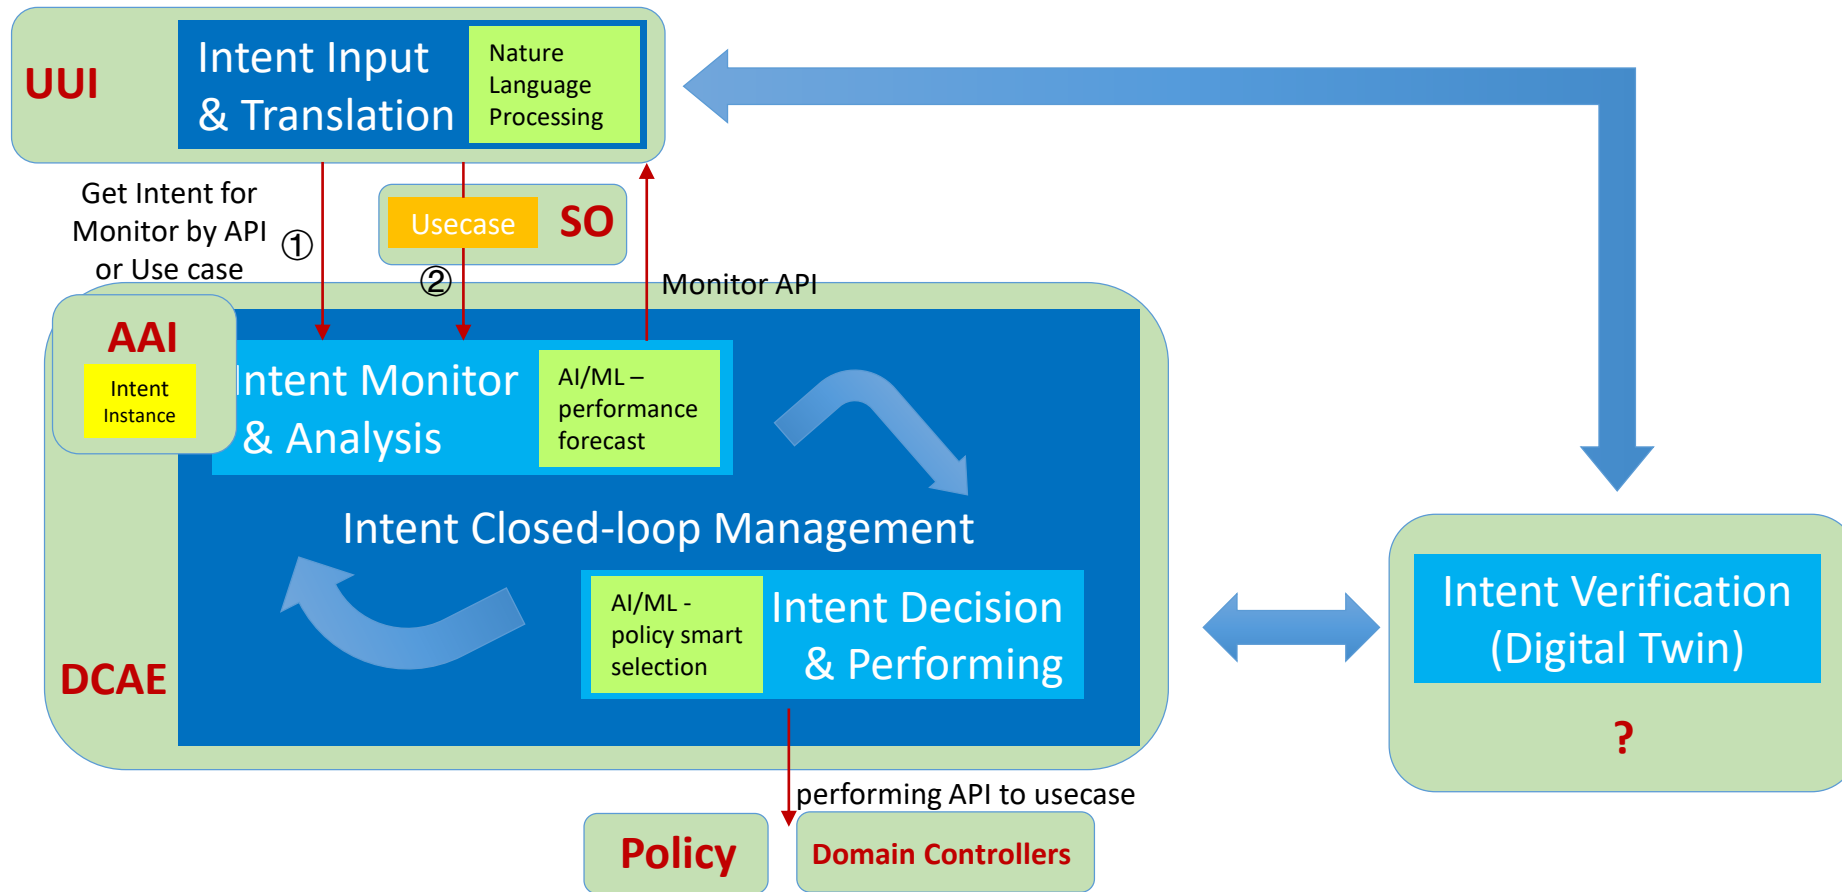 UUI
Intent Input
& Translation
Nature
Language
Processing
Get Intent for
Monitor by API
or Use case
①
Usecase
SO
②
Monitor API
AAI
Intent
Instance
Intent Monitor
& Analysis
AI/ML –
performance
forecast
Intent Closed-loop Management
AI/ML -
policy smart
selection
Intent Decision
& Performing
DCAE
Intent Verification
(Digital Twin)
?
performing API to usecase
Policy
Domain Controllers